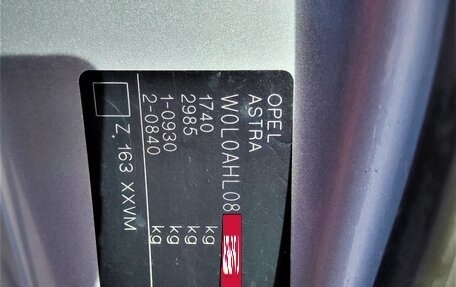 OPEL
ASTRA
W0L0AHL08
1740 kg
2985 kg
1-0930 kg
2-0840 kg
Z 163 XXVM